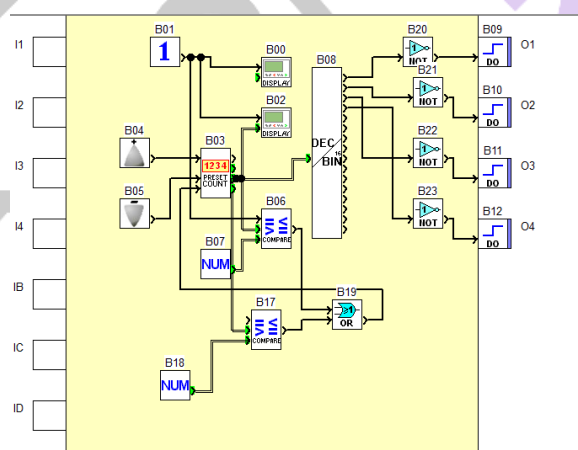 B01
B20
B09
I1
1
O1
B00
NOT
DO
B08
B21
DISPLAY
B10
I2
B02
O2
NOT
DO
B04
B03
DISPLAY
B22
B11
DEC
I3
1234
BIN
16
O3
PRESET
COUNT
NOT
DO
B05
B06
B23
B12
I4
O4
B07
COMPARE
NOT
DO
NUM
IB
B17
B19
OR
IC
COMPARE
B18
NUM
ID